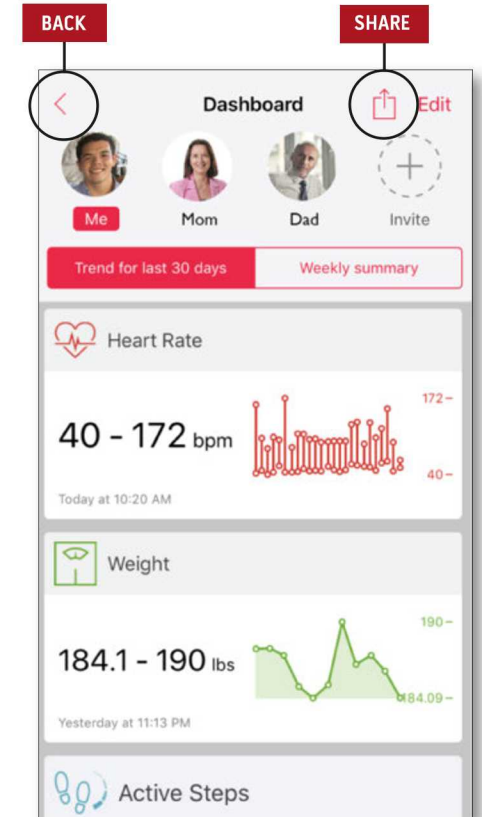 BACK
SHARE
Dashboard
Edit
Me
Mom
Dad
Invite
Trend for last 30 days
Weekly summary
Heart Rate
40 - 172 bpm
172
40
Today at 10:20 AM
Weight
184.1 - 190 lbs
190
184.09
Yesterday at 11:13 PM
Active Steps